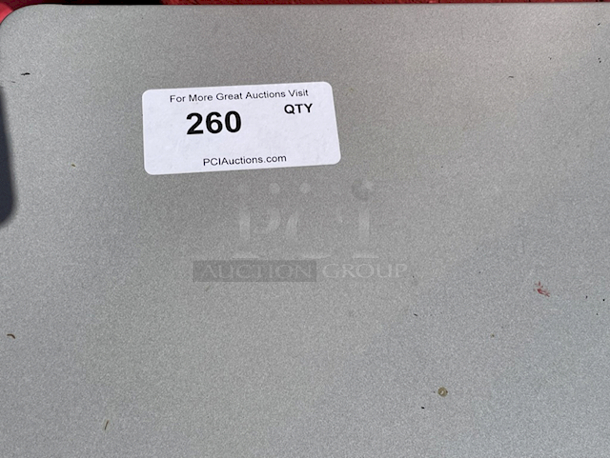 For More Great Auctions Visit
260 QTY
PCIAuctions.com
pci
AUCTION GROUP